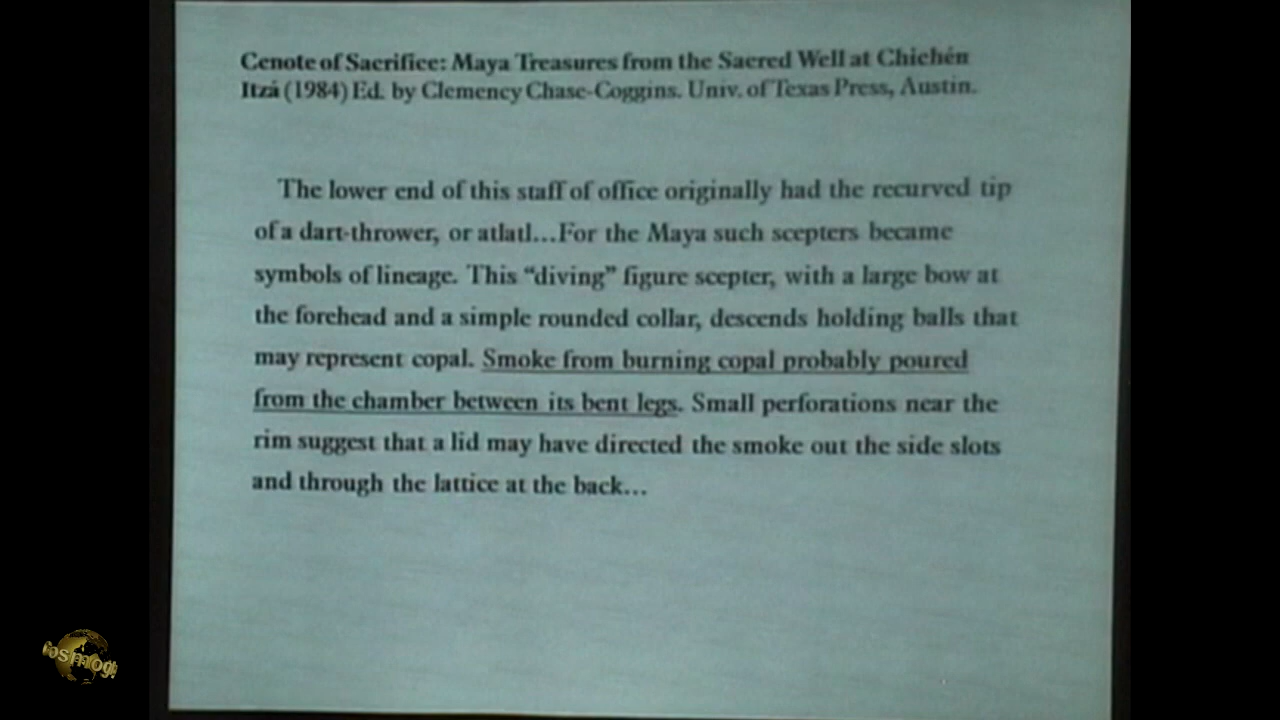 Cenote of Sacrifice: Maya Treasures from the Sacred Well at Chichén
Itzá (1984) Ed. by Clemency Chase-Coggins. Univ. of Texas Press, Austin.
The lower end of this staff of office originally had the recurved tip
of a dart-thrower, or atlatl...For the Maya such scepters became
symbols of lineage. This “diving” figure scepter, with a large bow at
the forehead and a simple rounded collar, descends holding balls that
may represent copal. Smoke from burning copal probably poured
from the chamber between its bent legs. Small perforations near the
rim suggest that a lid may have directed the smoke out the side slots
and through the lattice at the back...